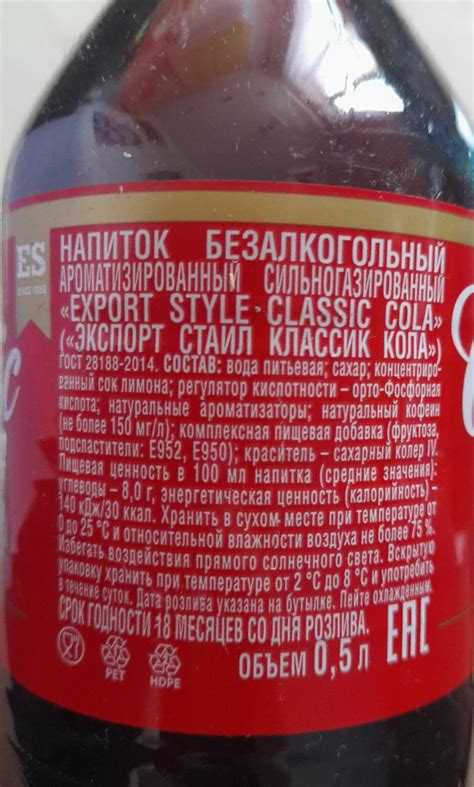 ES
SINCE 1998
НАПИТОК БЕЗАЛКОГОЛЬНЫЙ
АРОМАТИЗИРОВАННЫЙ СИЛЬНОГАЗИРОВАННЫЙ
«EXPORT STYLE CLASSIC COLA»
(«ЭКСПОРТ СТАИЛ КЛАССИК КОЛА»)
ГОСТ 28188-2014. СОСТАВ: вода питьевая; сахар; концентриро-
ванный сок лимона; регулятор кислотности – орто-Фосфорная
кислота; натуральные ароматизаторы; натуральный кофеин
(не более 150 мг/л); комплексная пищевая добавка (фруктоза,
подсластители: Е952, Е950); краситель – сахарный колер IV.
Пищевая ценность в 100 мл напитка (средние значения):
углеводы – 8,0 г, энергетическая ценность (калорийность) -
140 кДж/30 ккал. Хранить в сухом месте при температуре от
0 до 25 °С и относительной влажности воздуха не более 75 %.
Избегать воздействия прямого солнечного света. Вскрытую
упаковку хранить при температуре от 2 °С до 8 °С и употребить
в течение суток. Дата розлива указана на бутылке. Пейте охлажденным.
СРОК ГОДНОСТИ 18 МЕСЯЦЕВ СО ДНЯ РОЗЛИВА.
PET
HDPE
ОБЪЕМ 0,5 л
EAC